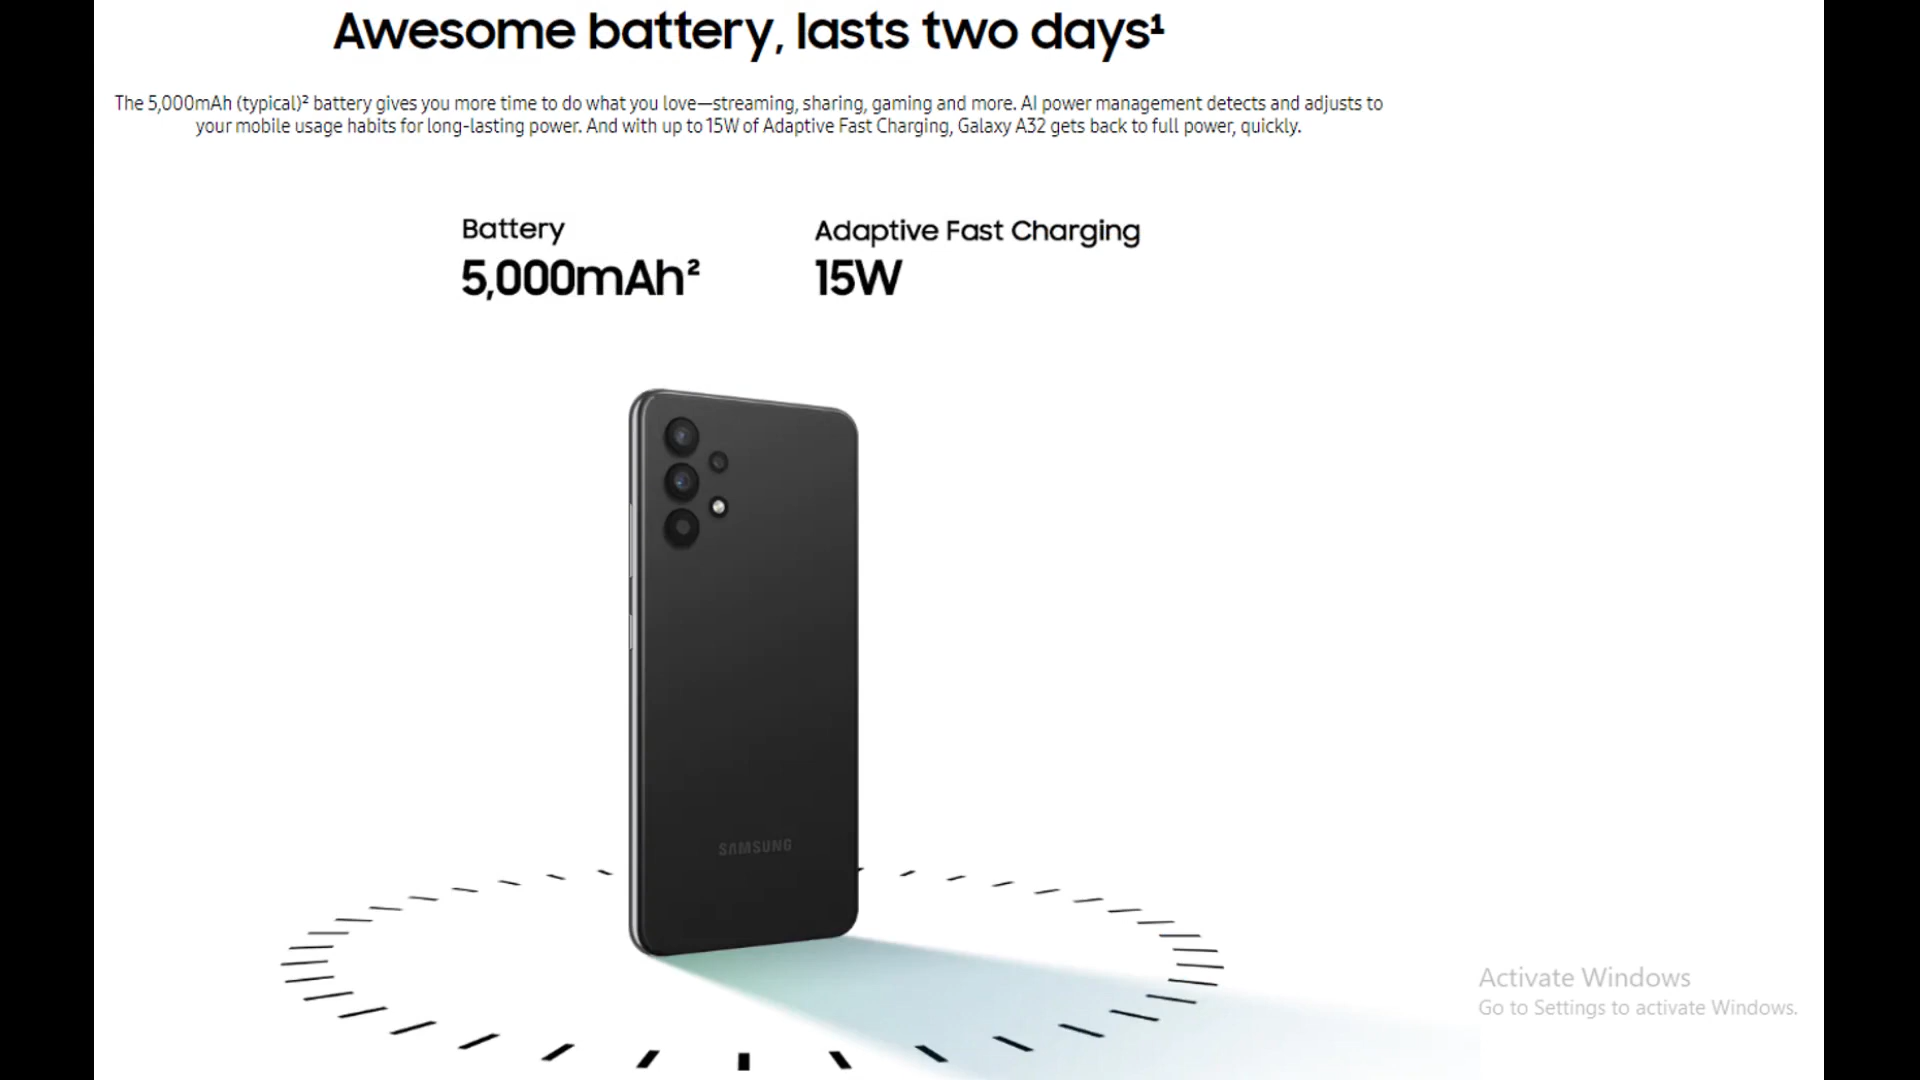 Awesome battery, lasts two days¹
The 5,000mAh (typical)² battery gives you more time to do what you love—streaming, sharing, gaming and more. AI power management detects and adjusts to
your mobile usage habits for long-lasting power. And with up to 15W of Adaptive Fast Charging, Galaxy A32 gets back to full power, quickly.
Battery
5,000mAh²
Adaptive Fast Charging
15W
SAMSUNG
Activate Windows
Go to Settings to activate Windows.